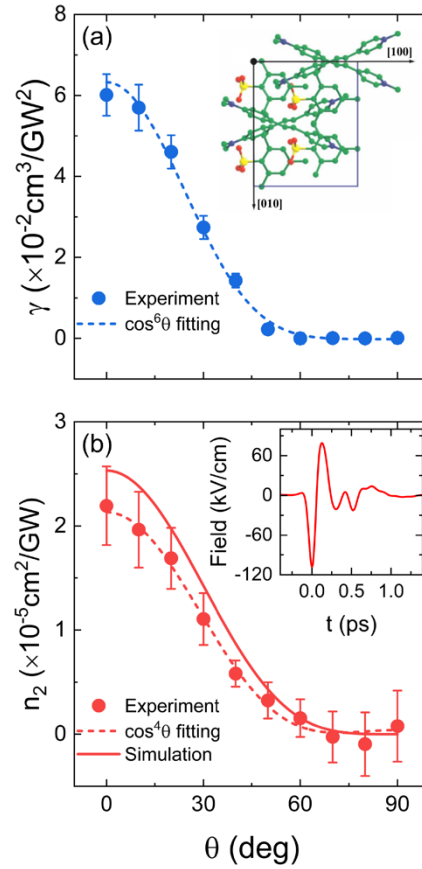 (a)
[100]
[010]
γ (×10⁻²cm³/GW²)
8
6
4
2
0
Experiment
cos⁶θ fitting
(b)
n₂ (×10⁻⁵cm²/GW)
3
2
1
0
Field (kV/cm)
60
0
-60
-120
0.0
0.5
1.0
t (ps)
Experiment
cos⁴θ fitting
Simulation
0
30
60
90
θ (deg)